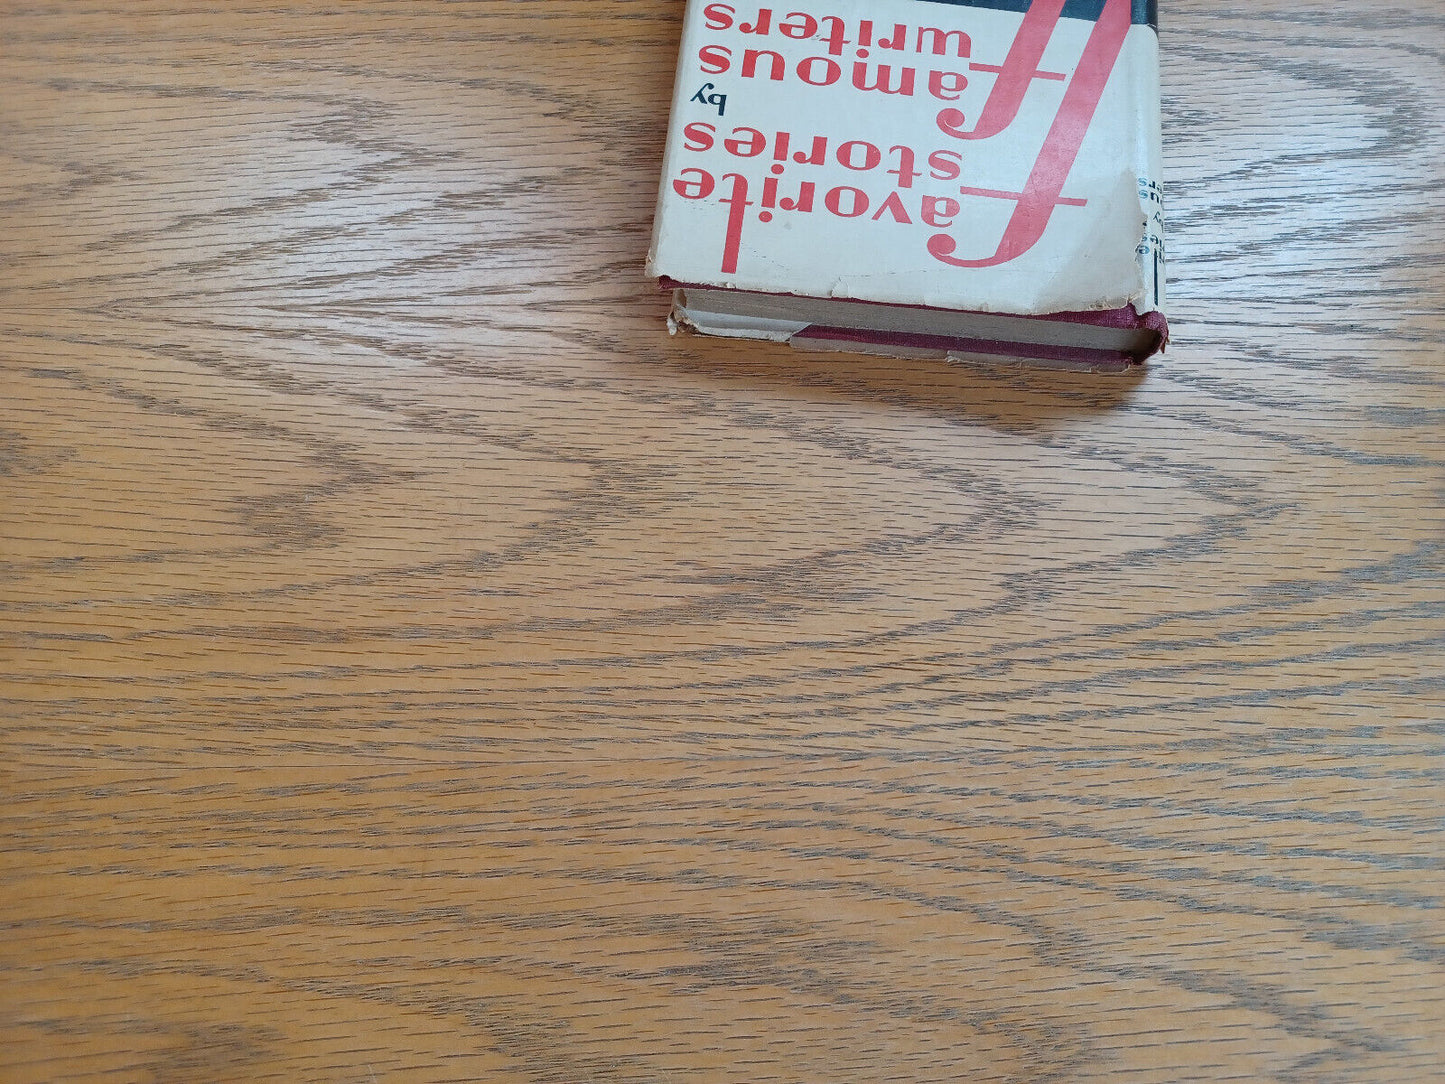 favorite
stories
by
famous
writers